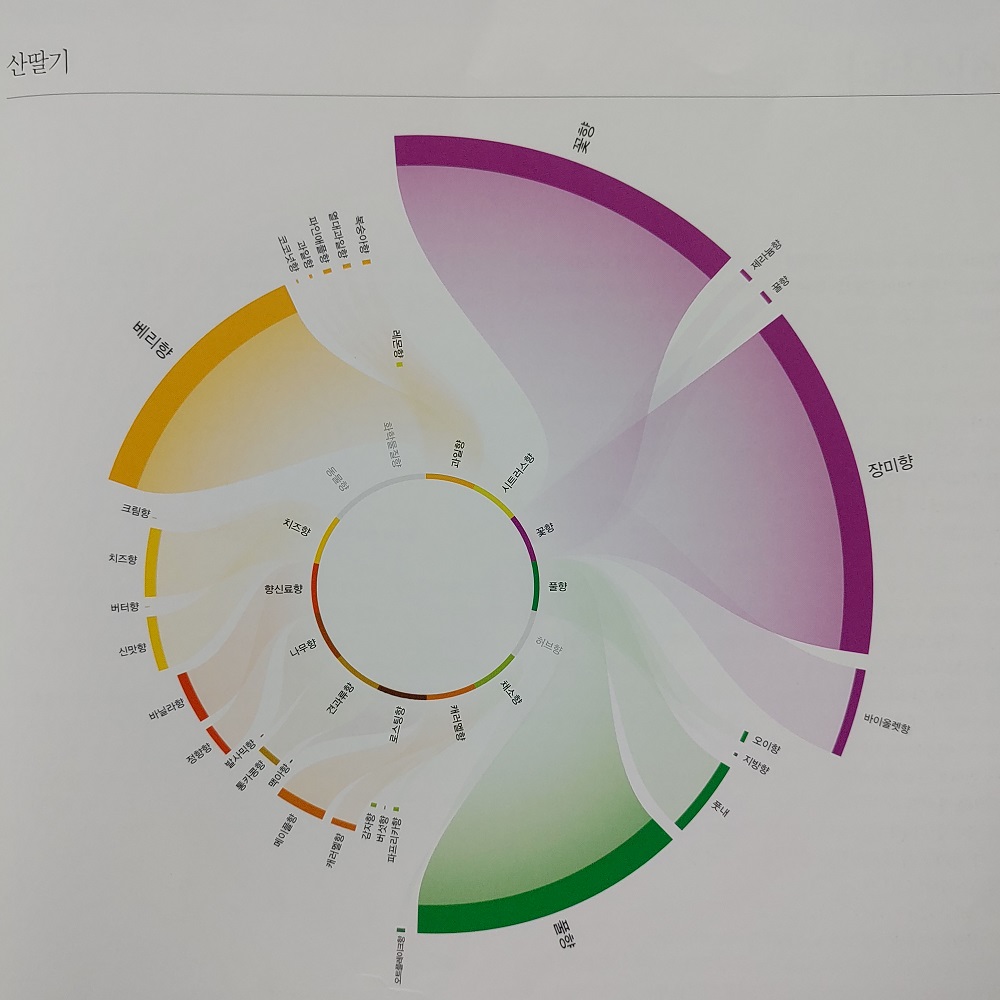 산딸기
꽃향
제라늄향
꿀향
장미향
바이올렛향
오이향
지방향
풋내
풀향
오트플레이크향
파프리카향
버섯향
감자향
캐러멜향
메이플향
맥아향
통카콩향
발사믹향
정향향
바닐라향
신맛향
버터향
치즈향
크림향
베리향
코코넛향
과일향
파인애플향
열대과일향
복숭아향
레몬향
과일향
시트러스향
꽃향
풀향
허브향
채소향
캐러멜향
로스팅향
견과류향
나무향
향신료향
치즈향
동물향
화학물질향